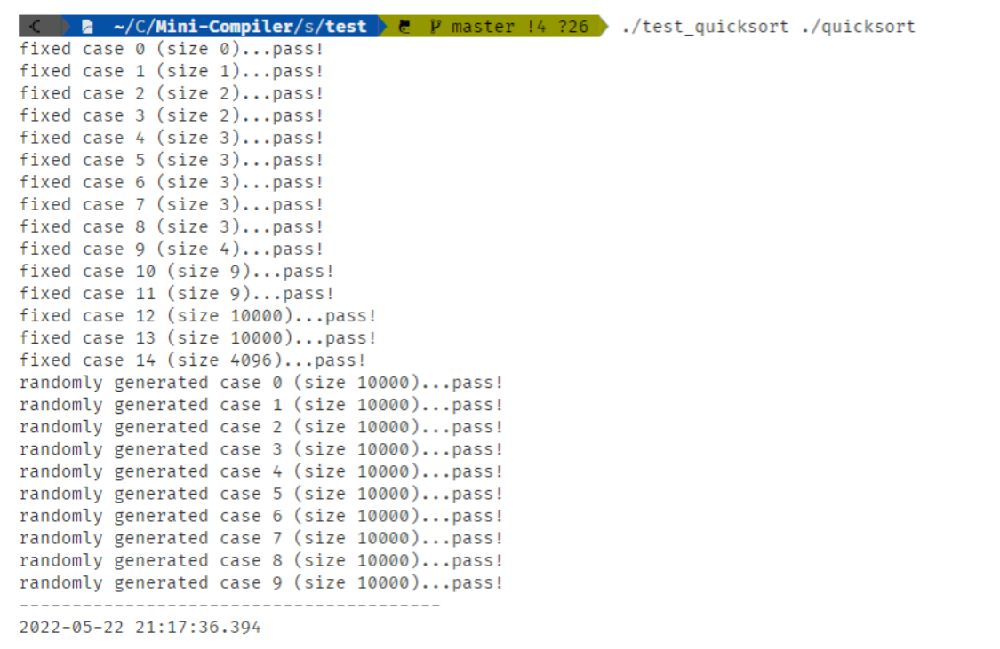 ~/C/Mini-Compiler/s/test master !4 ?26 ./test_quicksort ./quicksort
fixed case 0 (size 0)...pass!
fixed case 1 (size 1)...pass!
fixed case 2 (size 2)...pass!
fixed case 3 (size 2)...pass!
fixed case 4 (size 3)...pass!
fixed case 5 (size 3)...pass!
fixed case 6 (size 3)...pass!
fixed case 7 (size 3)...pass!
fixed case 8 (size 3)...pass!
fixed case 9 (size 4)...pass!
fixed case 10 (size 9)...pass!
fixed case 11 (size 9)...pass!
fixed case 12 (size 10000)...pass!
fixed case 13 (size 10000)...pass!
fixed case 14 (size 4096)...pass!
randomly generated case 0 (size 10000)...pass!
randomly generated case 1 (size 10000)...pass!
randomly generated case 2 (size 10000)...pass!
randomly generated case 3 (size 10000)...pass!
randomly generated case 4 (size 10000)...pass!
randomly generated case 5 (size 10000)...pass!
randomly generated case 6 (size 10000)...pass!
randomly generated case 7 (size 10000)...pass!
randomly generated case 8 (size 10000)...pass!
randomly generated case 9 (size 10000)...pass!
----------------------------------------
2022-05-22 21:17:36.394